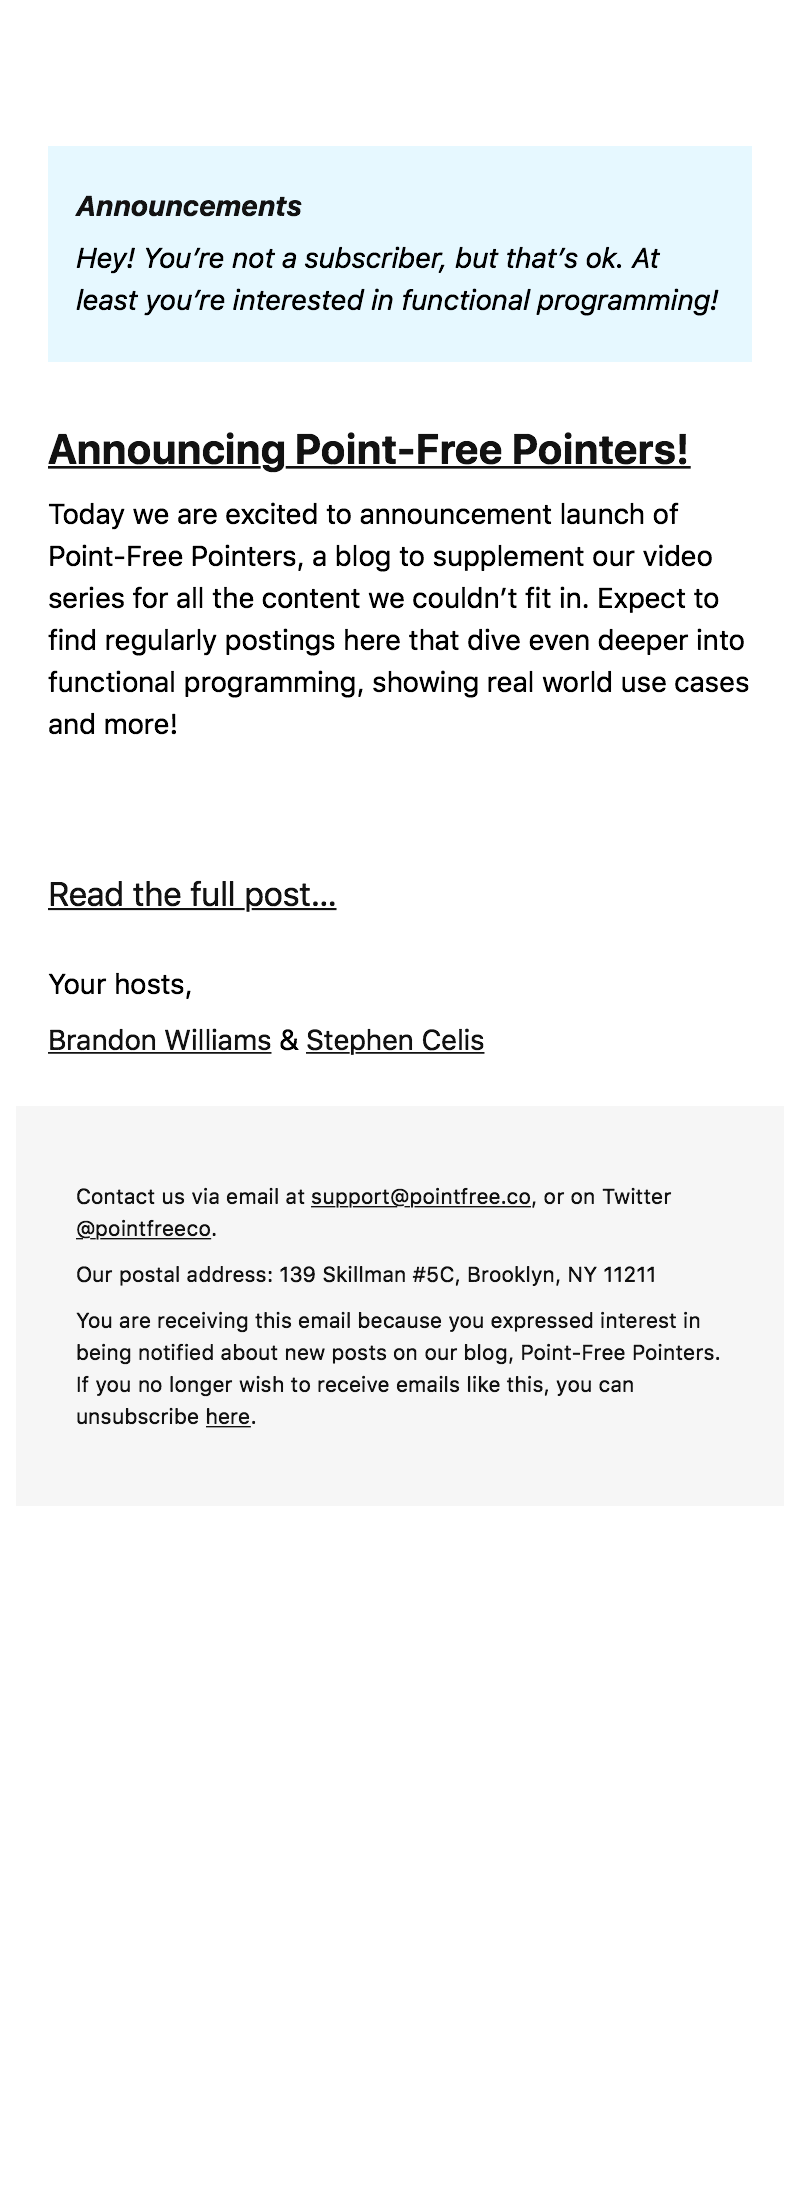 Announcements
Hey! You’re not a subscriber, but that’s ok. At
least you’re interested in functional programming!
Announcing Point-Free Pointers!
Today we are excited to announcement launch of
Point-Free Pointers, a blog to supplement our video
series for all the content we couldn’t fit in. Expect to
find regularly postings here that dive even deeper into
functional programming, showing real world use cases
and more!
Read the full post…
Your hosts,
Brandon Williams & Stephen Celis
Contact us via email at support@pointfree.co, or on Twitter
@pointfreeco.
Our postal address: 139 Skillman #5C, Brooklyn, NY 11211
You are receiving this email because you expressed interest in
being notified about new posts on our blog, Point-Free Pointers.
If you no longer wish to receive emails like this, you can
unsubscribe here.